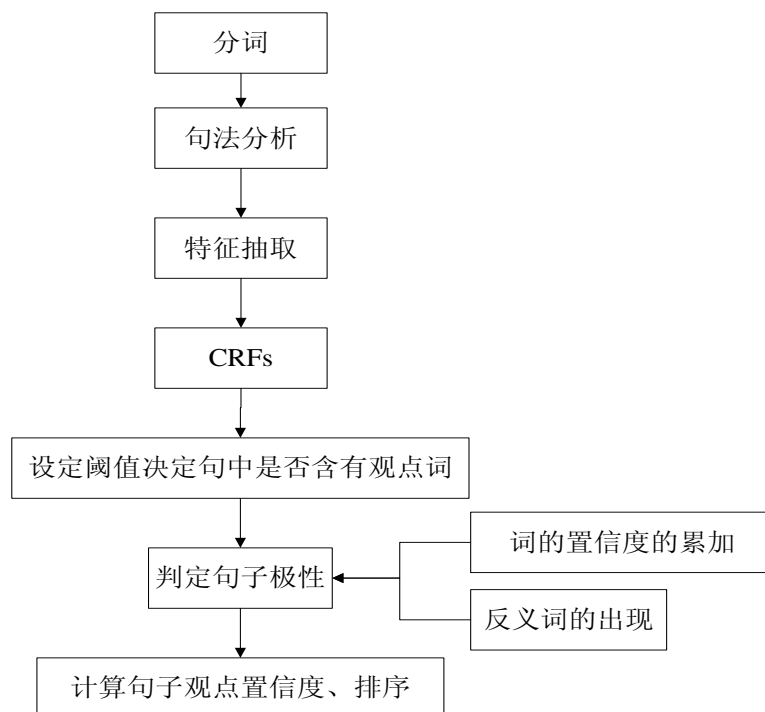 分词
句法分析
特征抽取
CRFs
设定阈值决定句中是否含有观点词
词的置信度的累加
判定句子极性
反义词的出现
计算句子观点置信度、排序